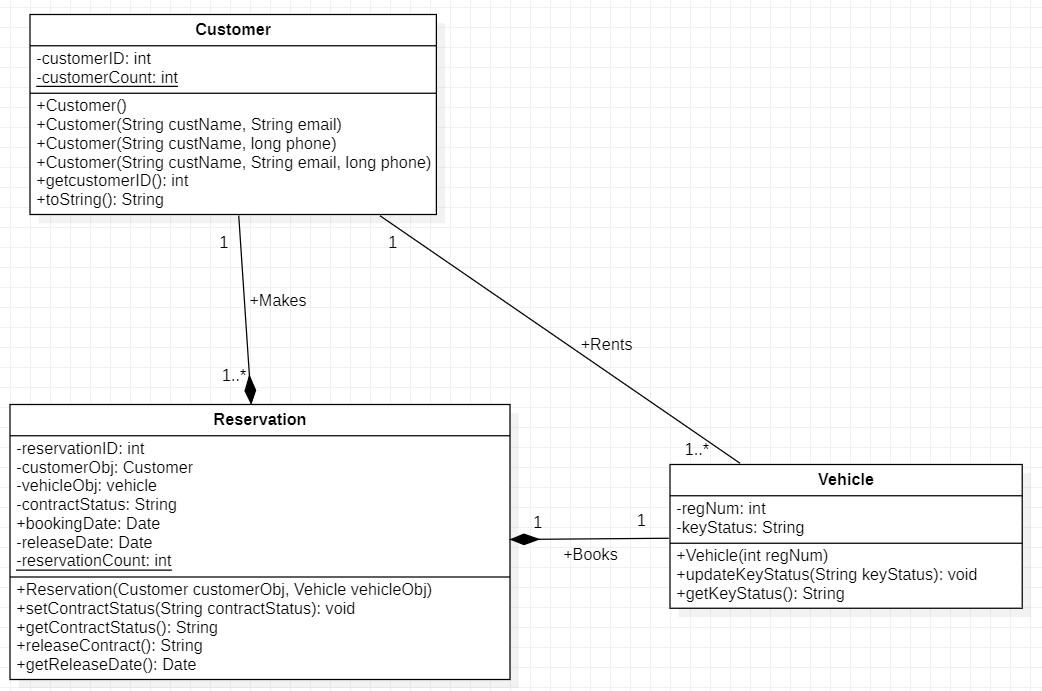 Customer
-customerID: int
-customerCount: int
+Customer()
+Customer(String custName, String email)
+Customer(String custName, long phone)
+Customer(String custName, String email, long phone)
+getcustomerID(): int
+toString(): String
1
1
+Makes
+Rents
1..*
1..*
Reservation
-reservationID: int
-customerObj: Customer
-vehicleObj: vehicle
-contractStatus: String
+bookingDate: Date
-releaseDate: Date
-reservationCount: int
+Reservation(Customer customerObj, Vehicle vehicleObj)
+setContractStatus(String contractStatus): void
+getContractStatus(): String
+releaseContract(): String
+getReleaseDate(): Date
1
1
+Books
Vehicle
-regNum: int
-keyStatus: String
+Vehicle(int regNum)
+updateKeyStatus(String keyStatus): void
+getKeyStatus(): String